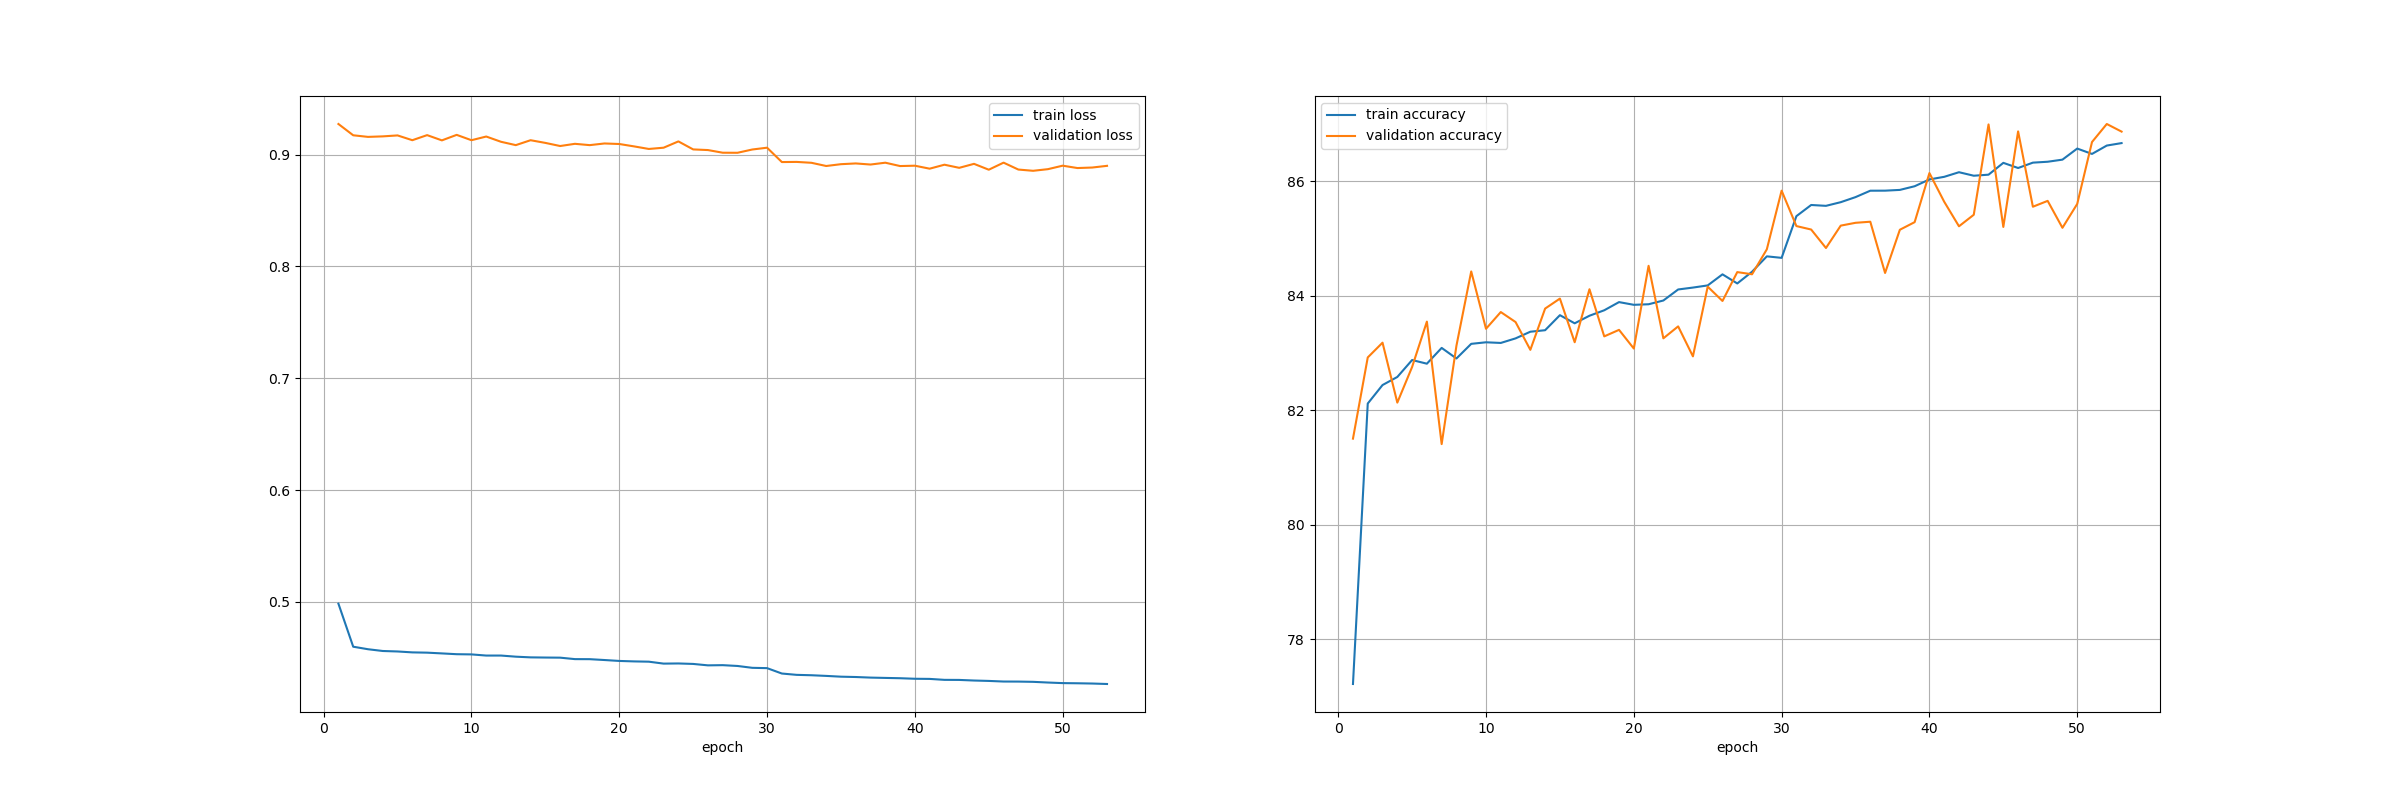 train loss
validation loss
0.9
0.8
0.7
0.6
0.5
0 10 20 30 40 50
epoch
train accuracy
validation accuracy
86
84
82
80
78
0 10 20 30 40 50
epoch